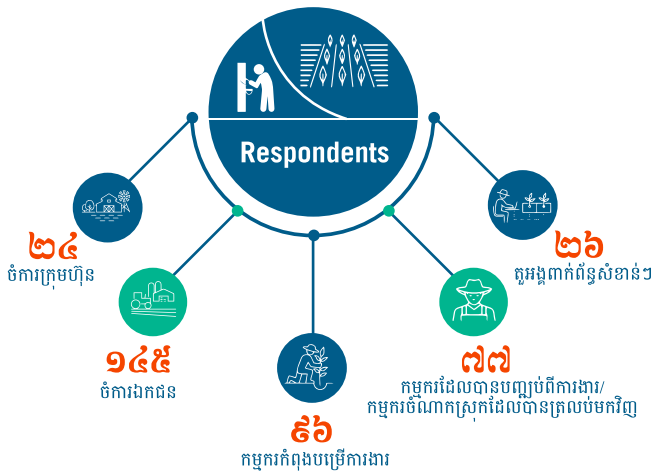 Respondents
២៤
ចំការក្រុមហ៊ុន
១៤៥
ចំការឯកជន
៩៦
កម្មករកំពុងបម្រើការងារ
៧៧
កម្មករដែលបានបញ្ឈប់ពីការងារ/
កម្មករចំណាកស្រុកដែលបានត្រលប់មកវិញ
២៦
តួអង្គពាក់ព័ន្ធសំខាន់ៗ